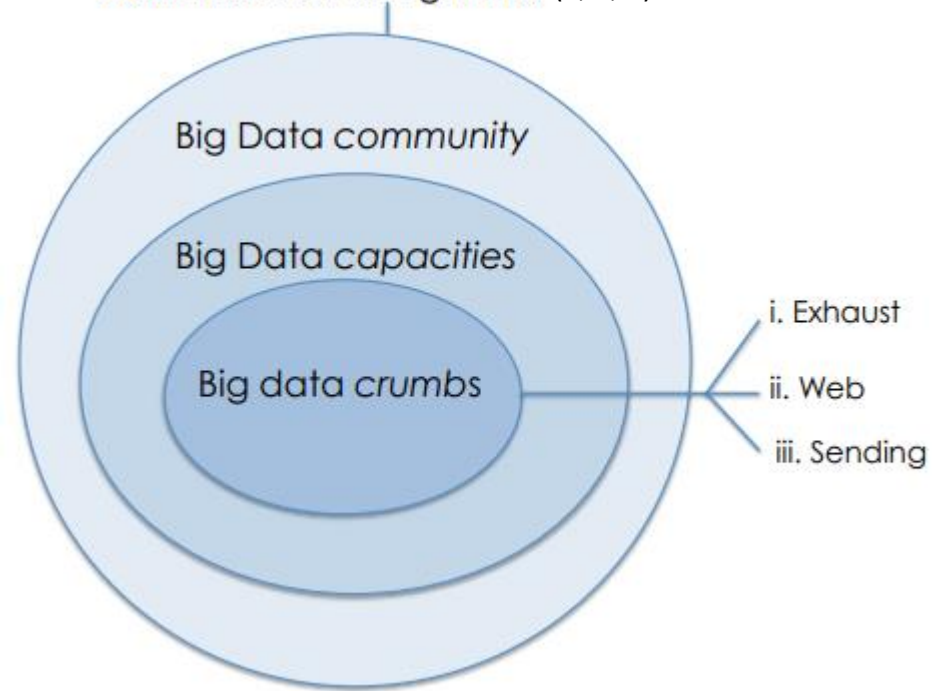 Big Data community
Big Data capacities
Big data crumbs
i. Exhaust
ii. Web
iii. Sending